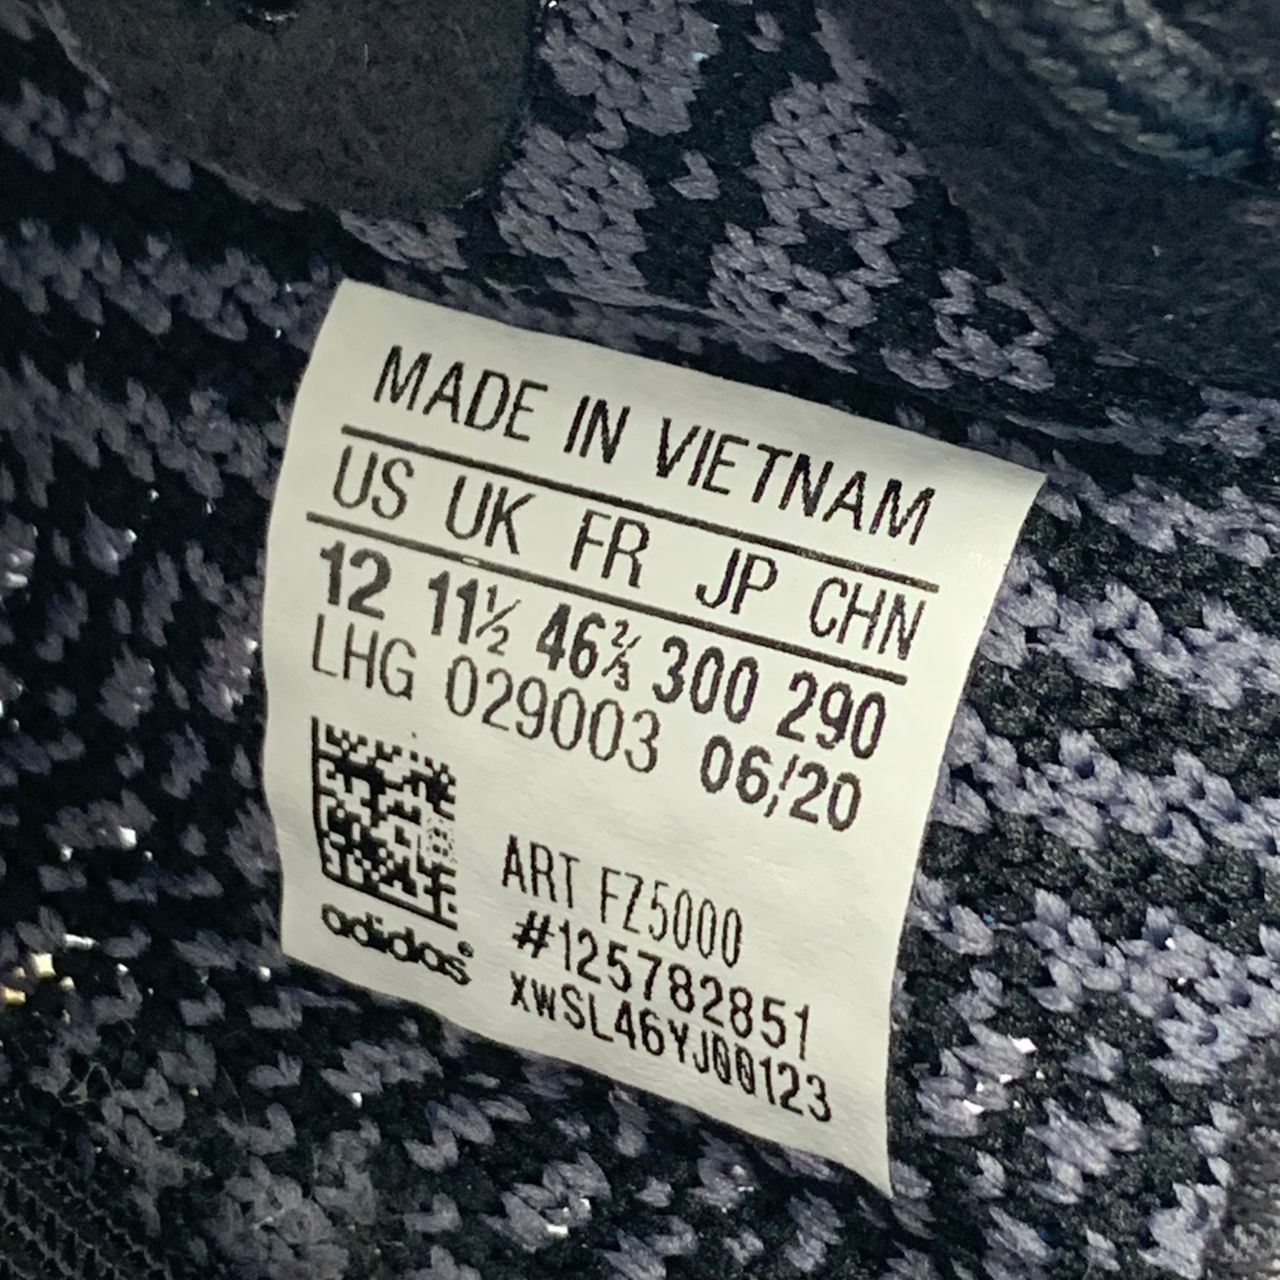 MADE IN VIETNAM
US UK FR JP CHN
12 11½ 46⅔ 300 290
LHG 029003 06/20
ART FZ5000
#125782851
xwSL46YJ00123
adidas®